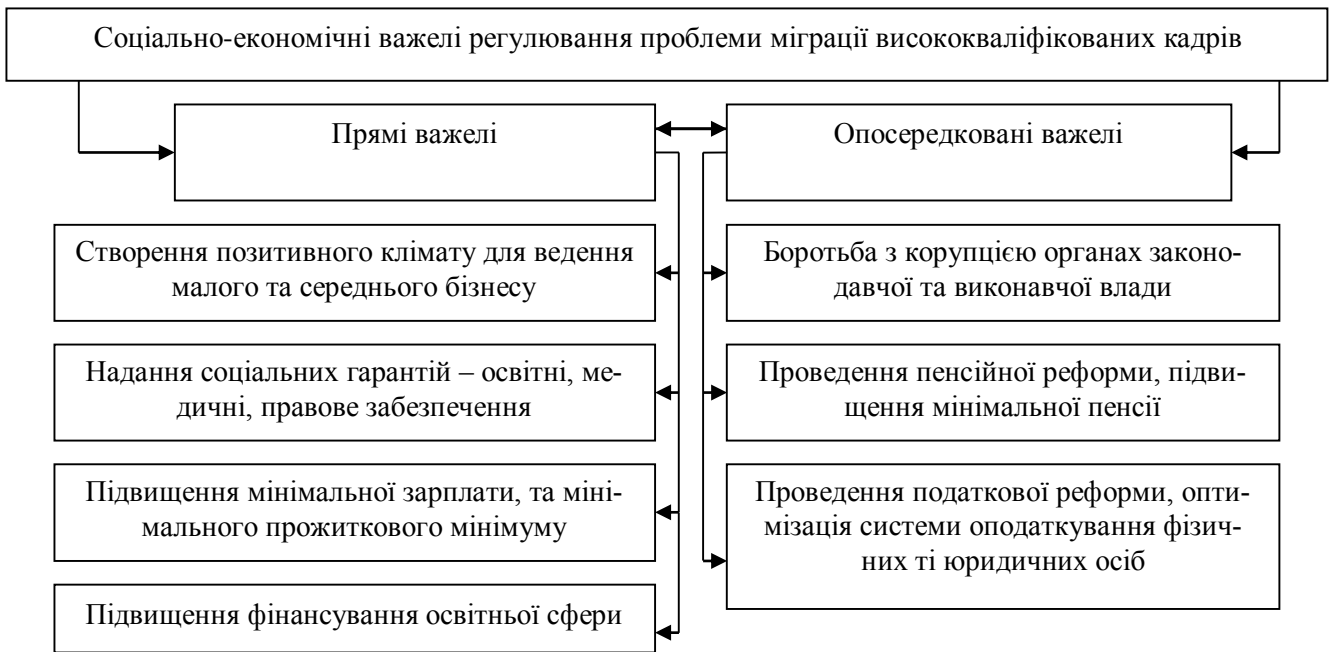 Соціально-економічні важелі регулювання проблеми міграції висококваліфікованих кадрів
Прямі важелі
Опосередковані важелі
Створення позитивного клімату для ведення
малого та середнього бізнесу
Надання соціальних гарантій – освітні, ме-
дичні, правове забезпечення
Підвищення мінімальної зарплати, та міні-
мального прожиткового мінімуму
Підвищення фінансування освітньої сфери
Боротьба з корупцією органах законо-
давчої та виконавчої влади
Проведення пенсійної реформи, підви-
щення мінімальної пенсії
Проведення податкової реформи, опти-
мізація системи оподаткування фізич-
них ті юридичних осіб